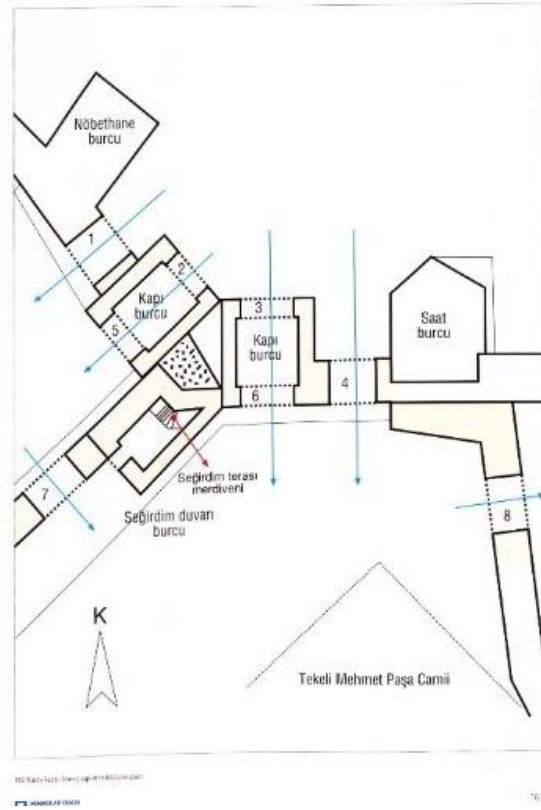 Nöbethane
burcu
1
2
Kapı
burcu
5
3
Kapı
burcu
6
4
Saat
burcu
Seğirdim terası
merdiveni
7
Seğirdim duvarı
burcu
8
K
Tekeli Mehmet Paşa Camii